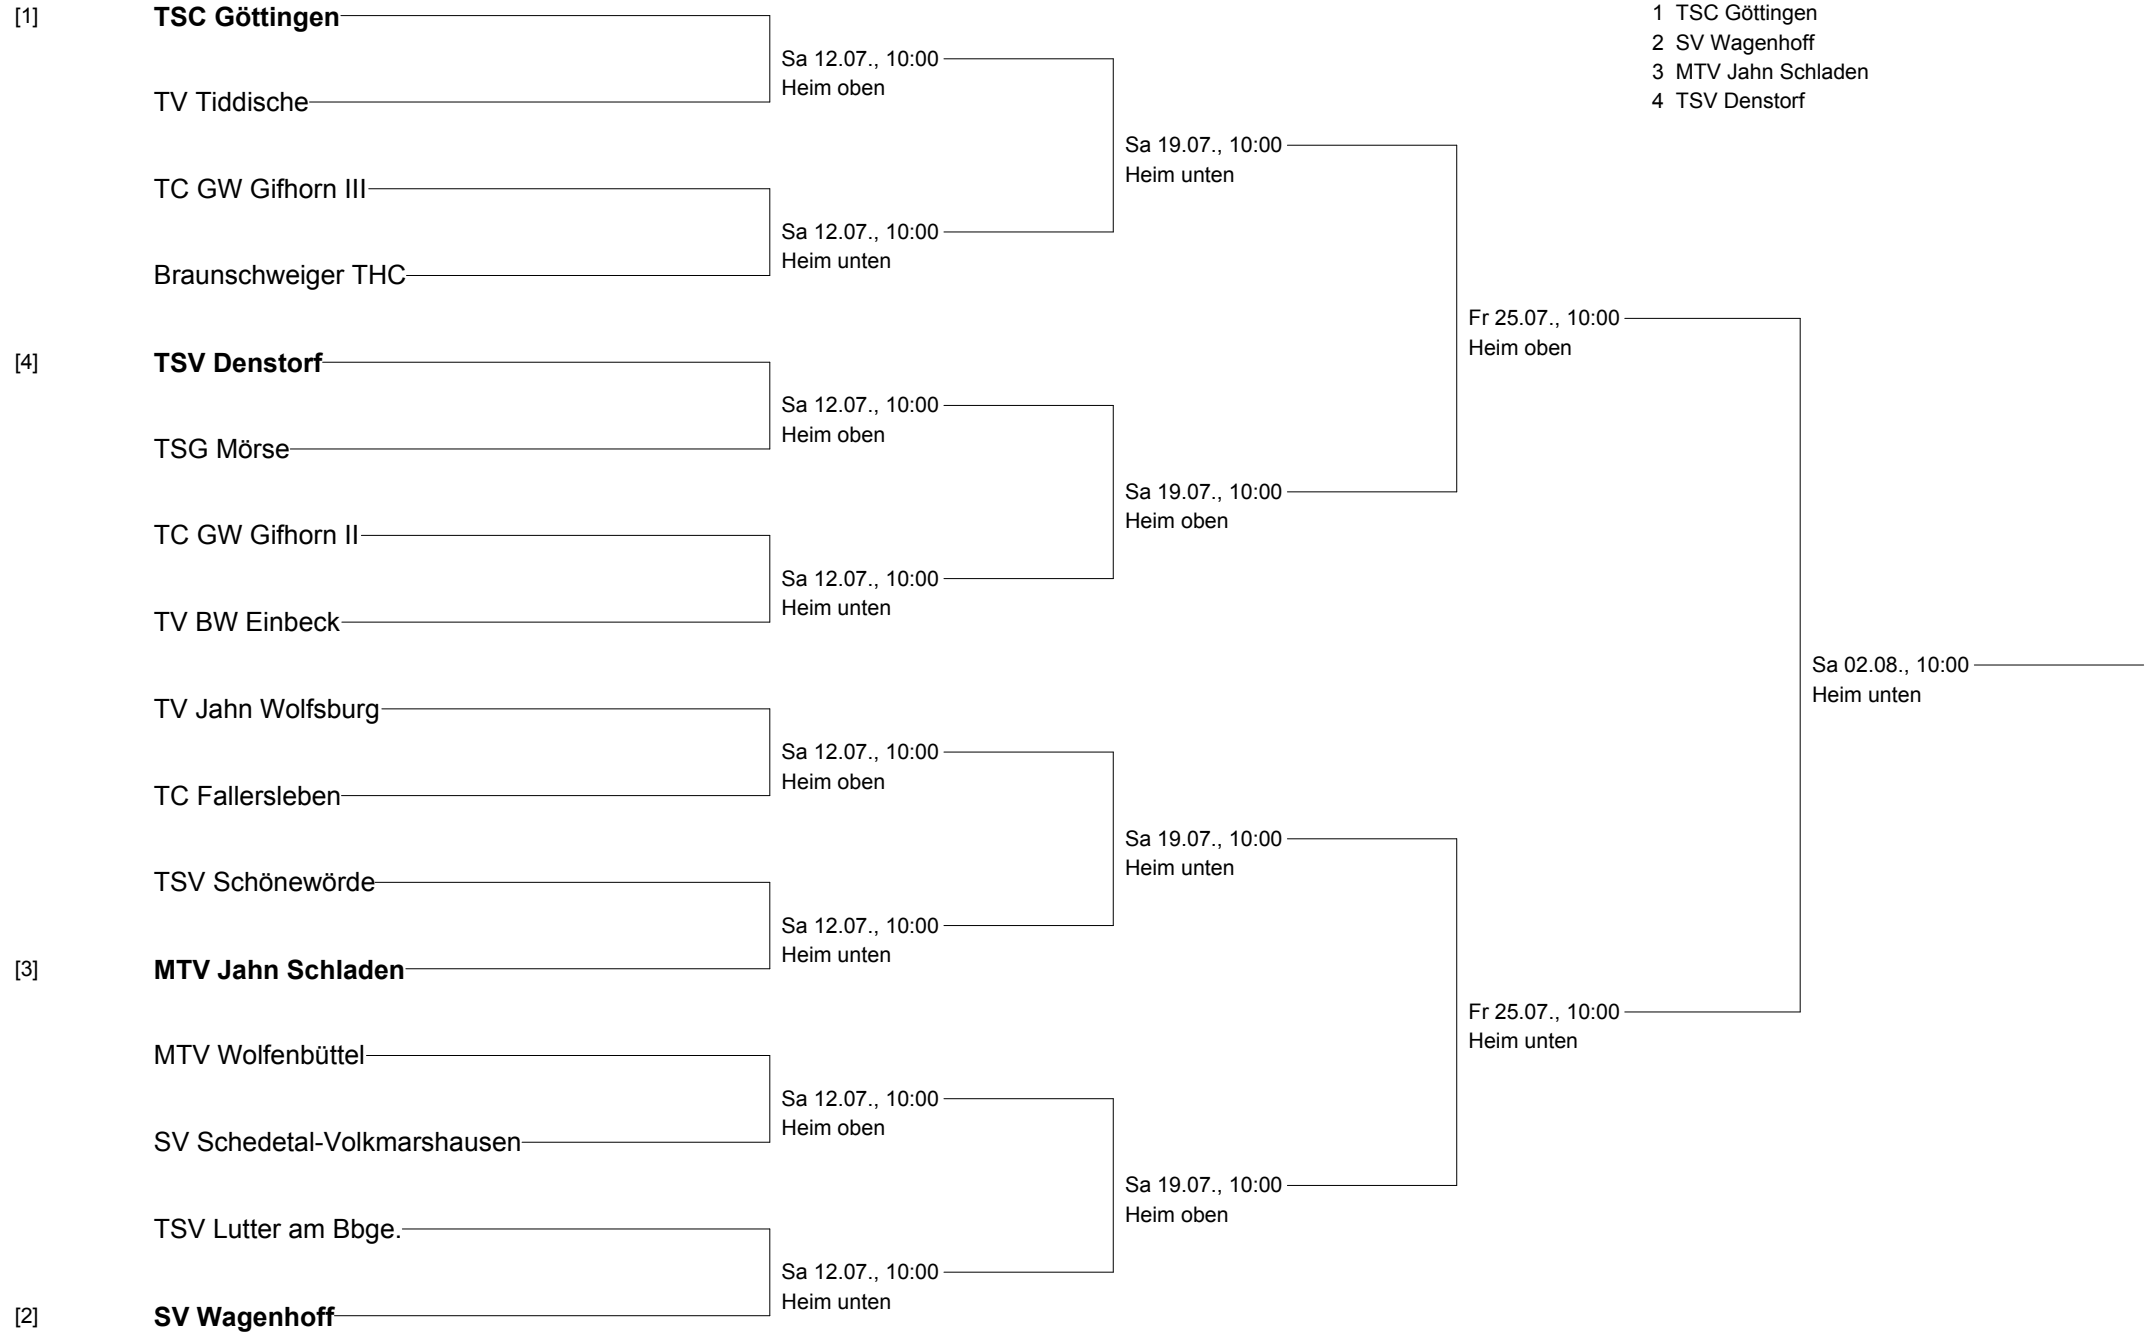 [1] TSC Göttingen
1 TSC Göttingen
2 SV Wagenhoff
3 MTV Jahn Schladen
4 TSV Denstorf
Sa 12.07., 10:00
Heim oben
TV Tiddische
Sa 19.07., 10:00
Heim unten
TC GW Gifhorn III
Sa 12.07., 10:00
Heim unten
Braunschweiger THC
Fr 25.07., 10:00
Heim oben
[4] TSV Denstorf
Sa 12.07., 10:00
Heim oben
TSG Mörse
Sa 19.07., 10:00
Heim oben
TC GW Gifhorn II
Sa 12.07., 10:00
Heim unten
TV BW Einbeck
Sa 02.08., 10:00
Heim unten
TV Jahn Wolfsburg
Sa 12.07., 10:00
Heim oben
TC Fallersleben
Sa 19.07., 10:00
Heim unten
TSV Schönewörde
Sa 12.07., 10:00
Heim unten
[3] MTV Jahn Schladen
Fr 25.07., 10:00
Heim unten
MTV Wolfenbüttel
Sa 12.07., 10:00
Heim oben
SV Schedetal-Volkmarshausen
Sa 19.07., 10:00
Heim oben
TSV Lutter am Bbge.
Sa 12.07., 10:00
Heim unten
[2] SV Wagenhoff